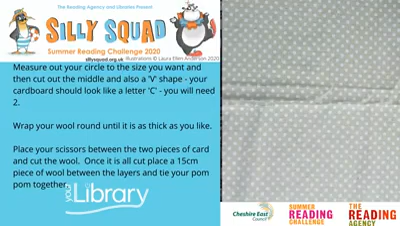 The Reading Agency and Libraries Present
SILLY SQUAD
Summer Reading Challenge 2020
sillysquad.org.uk Illustrations © Laura Ellen Anderson 2020
Measure out your circle to the size you want and
then cut out the middle and also a 'V' shape - your
cardboard should look like a letter 'C' - you will need
2.
Wrap your wool round until it is as thick as you like.
Place your scissors between the two pieces of card
and cut the wool. Once it is all cut place a 15cm
piece of wool between the layers and tie your pom
pom together.
your Library
Cheshire East
Council
SUMMER
READING
CHALLENGE
THE
READING
AGENCY